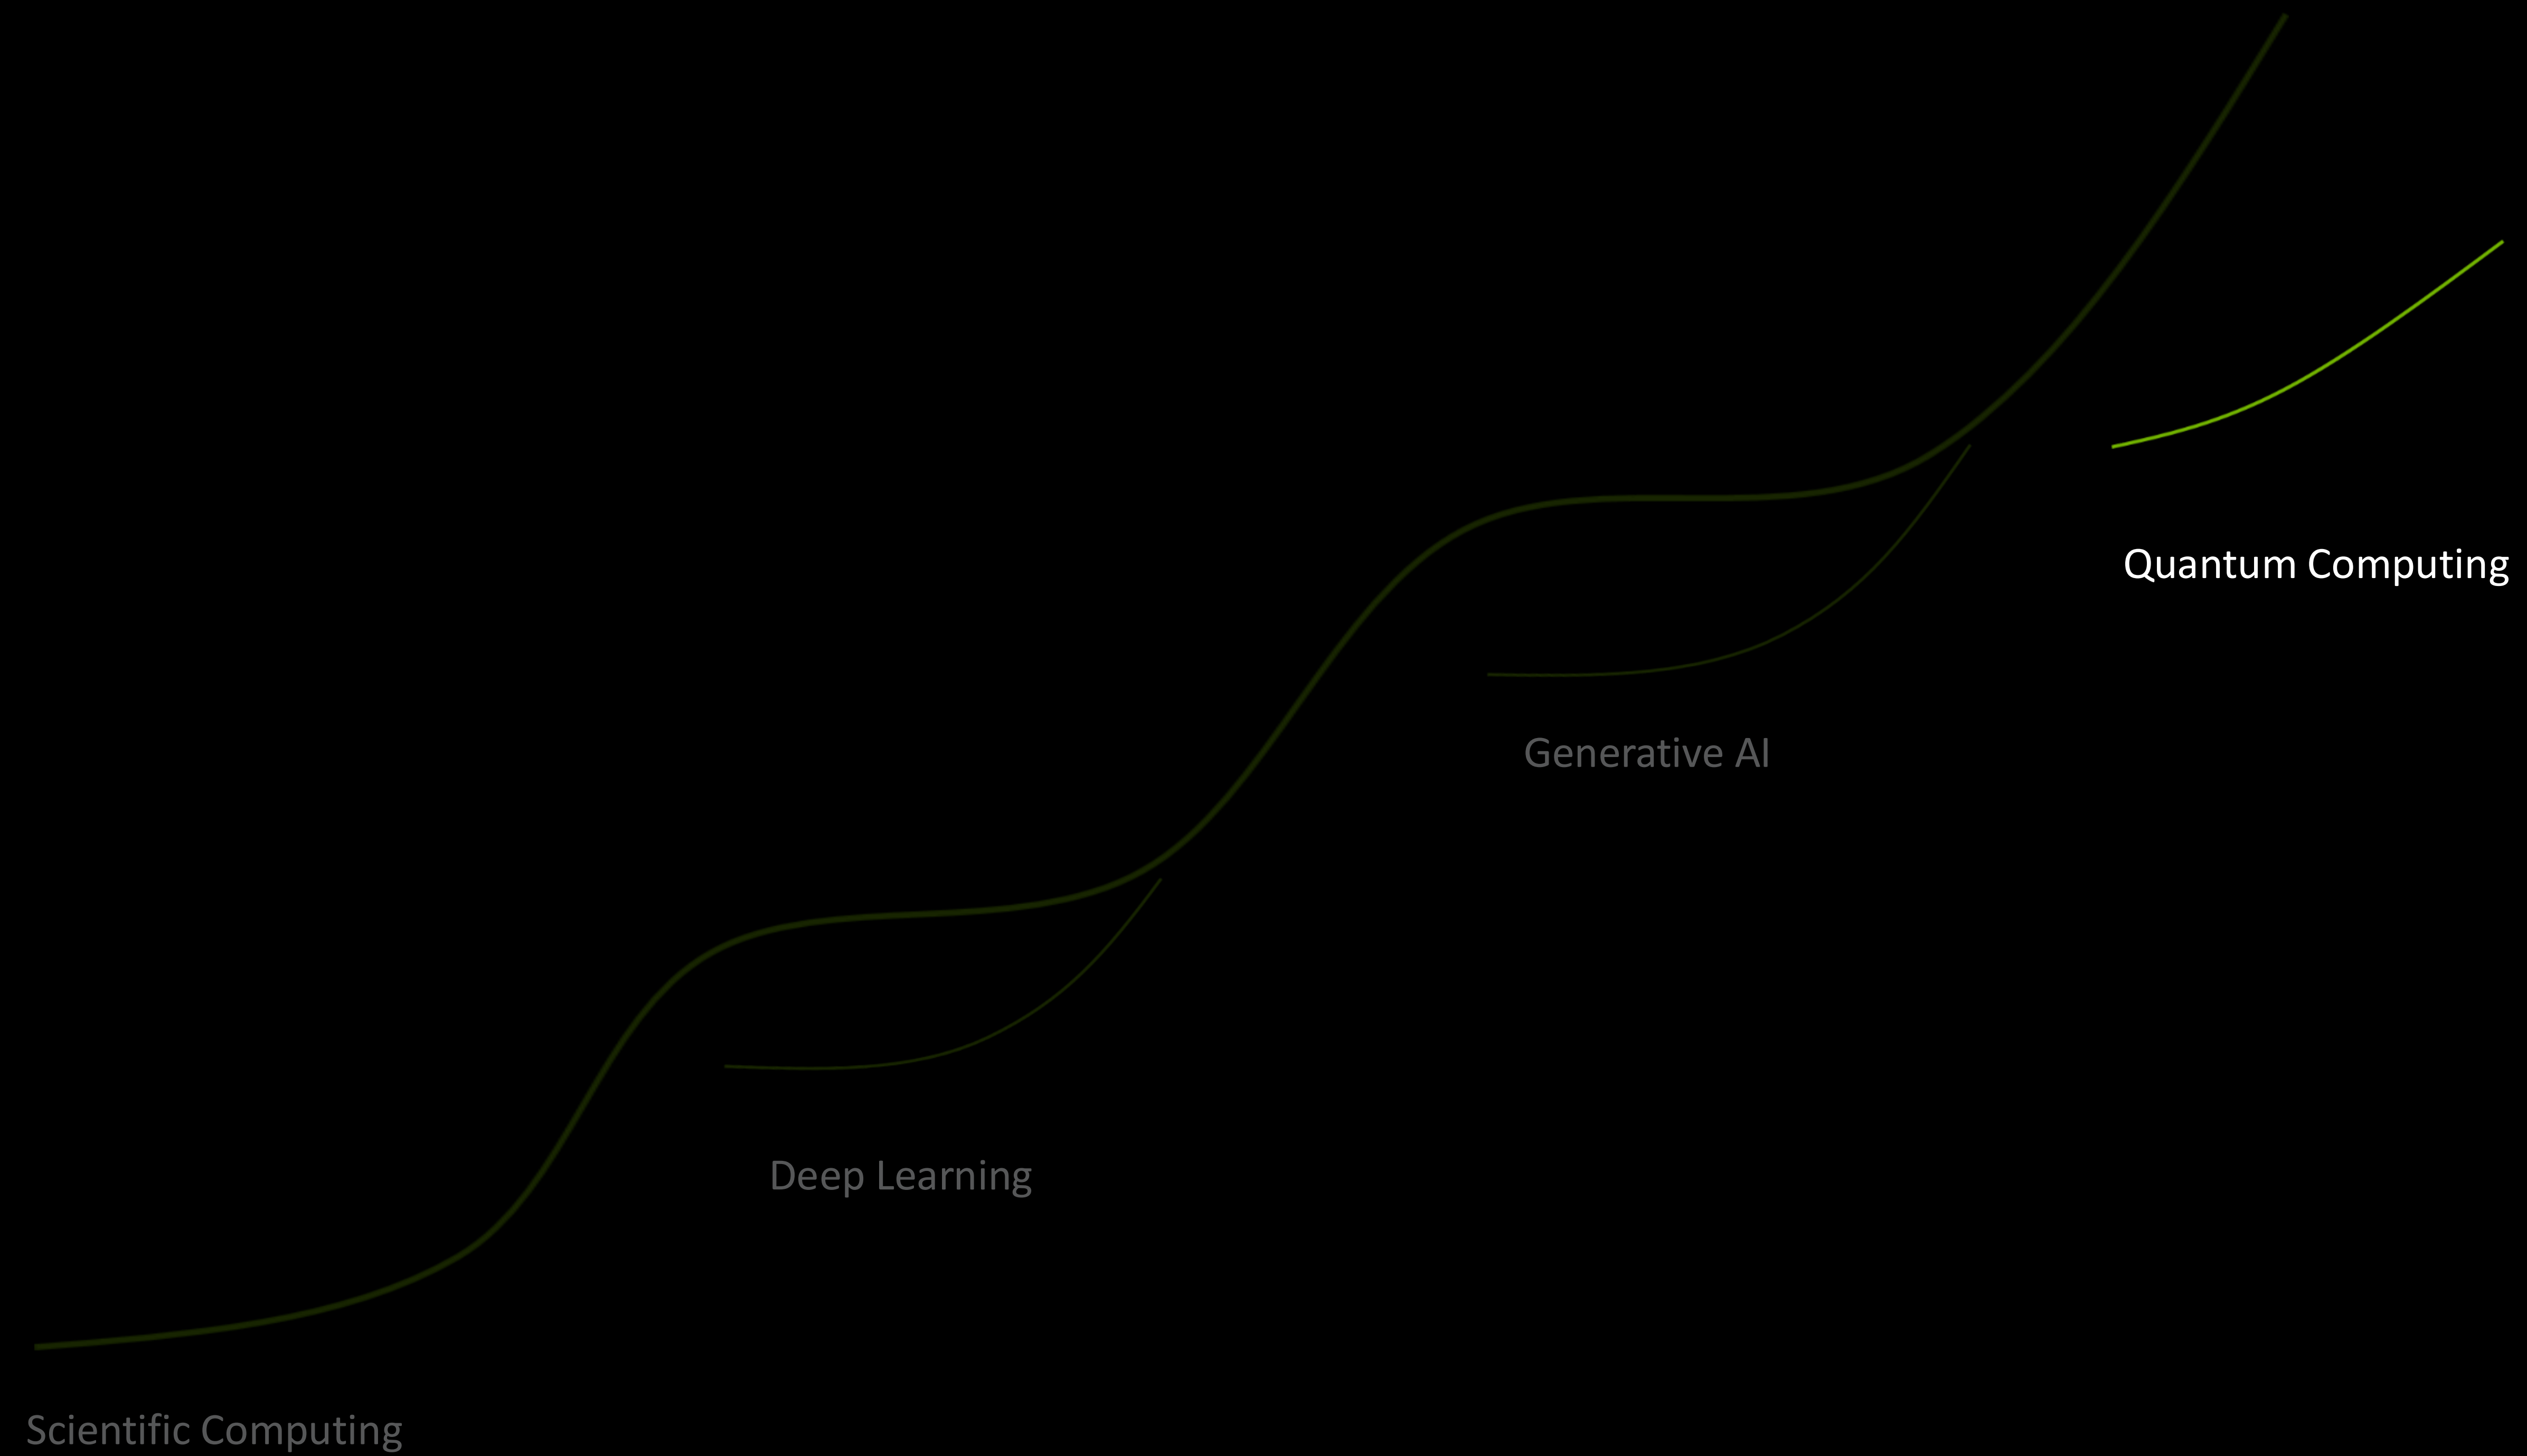 Quantum Computing
Generative AI
Deep Learning
Scientific Computing